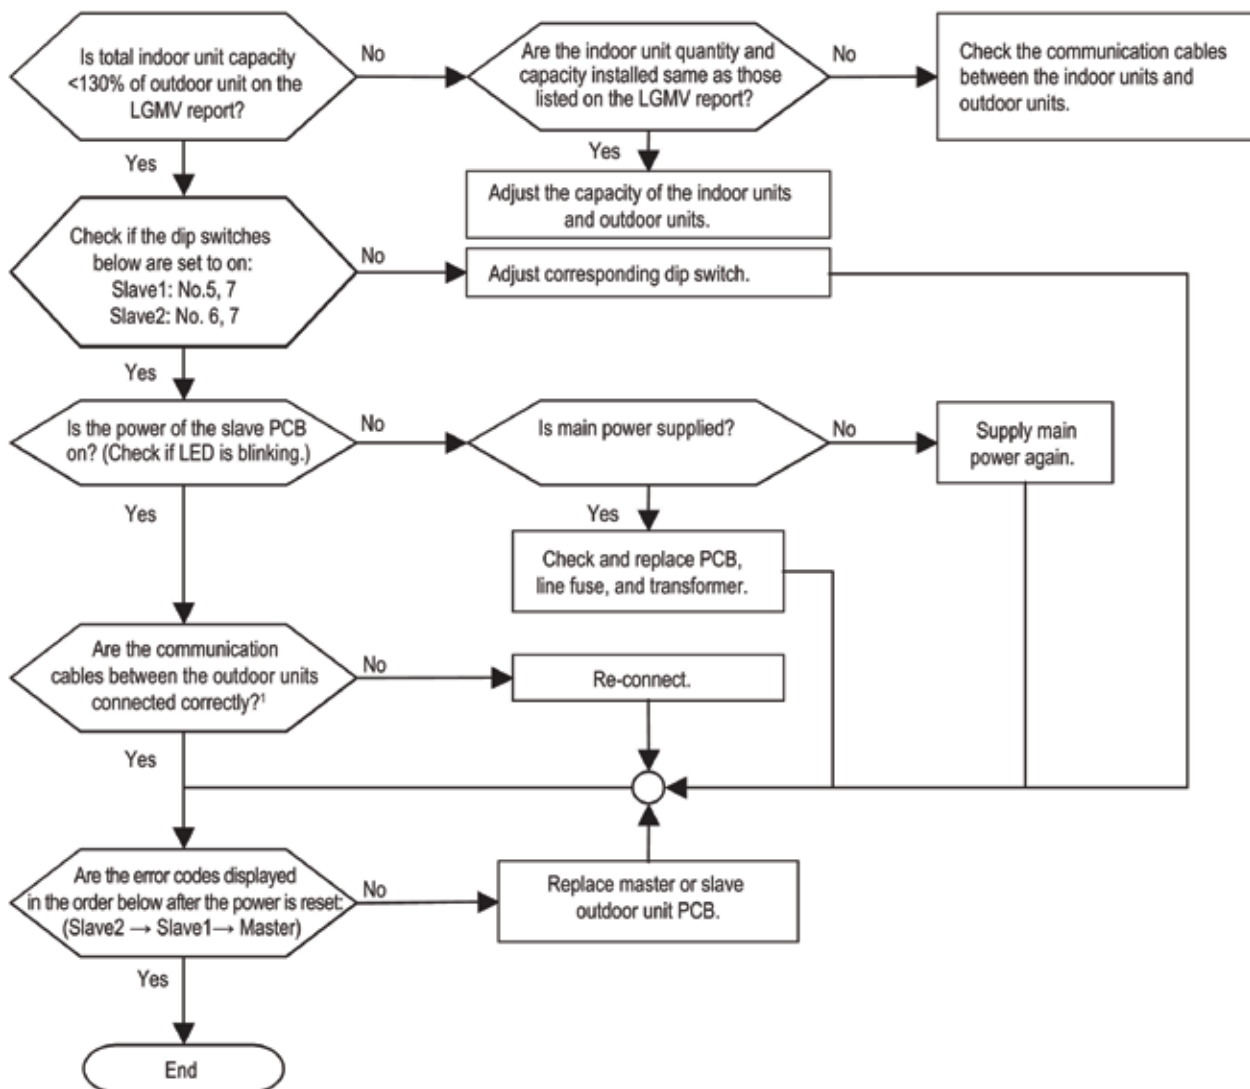 Is total indoor unit capacity
<130% of outdoor unit on the
LGMV report?
No
Are the indoor unit quantity and
capacity installed same as those
listed on the LGMV report?
No
Check the communication cables
between the indoor units and
outdoor units.
Yes
Yes
Adjust the capacity of the indoor units
and outdoor units.
Check if the dip switches
below are set to on:
Slave1: No.5, 7
Slave2: No. 6, 7
No
Adjust corresponding dip switch.
Yes
Is the power of the slave PCB
on? (Check if LED is blinking.)
No
Is main power supplied?
No
Supply main
power again.
Yes
Yes
Check and replace PCB,
line fuse, and transformer.
Are the communication
cables between the outdoor units
connected correctly?¹
No
Re-connect.
Yes
Are the error codes displayed
in the order below after the power is reset:
(Slave2 → Slave1→ Master)
No
Replace master or slave
outdoor unit PCB.
Yes
End